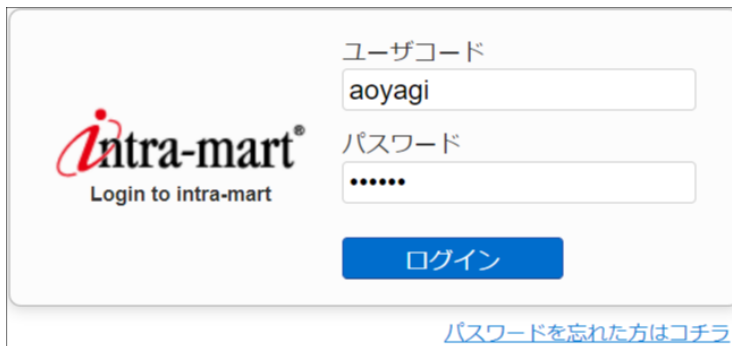 ユーザコード
aoyagi
intra-mart®
Login to intra-mart
パスワード
••••••
ログイン
パスワードを忘れた方はコチラ